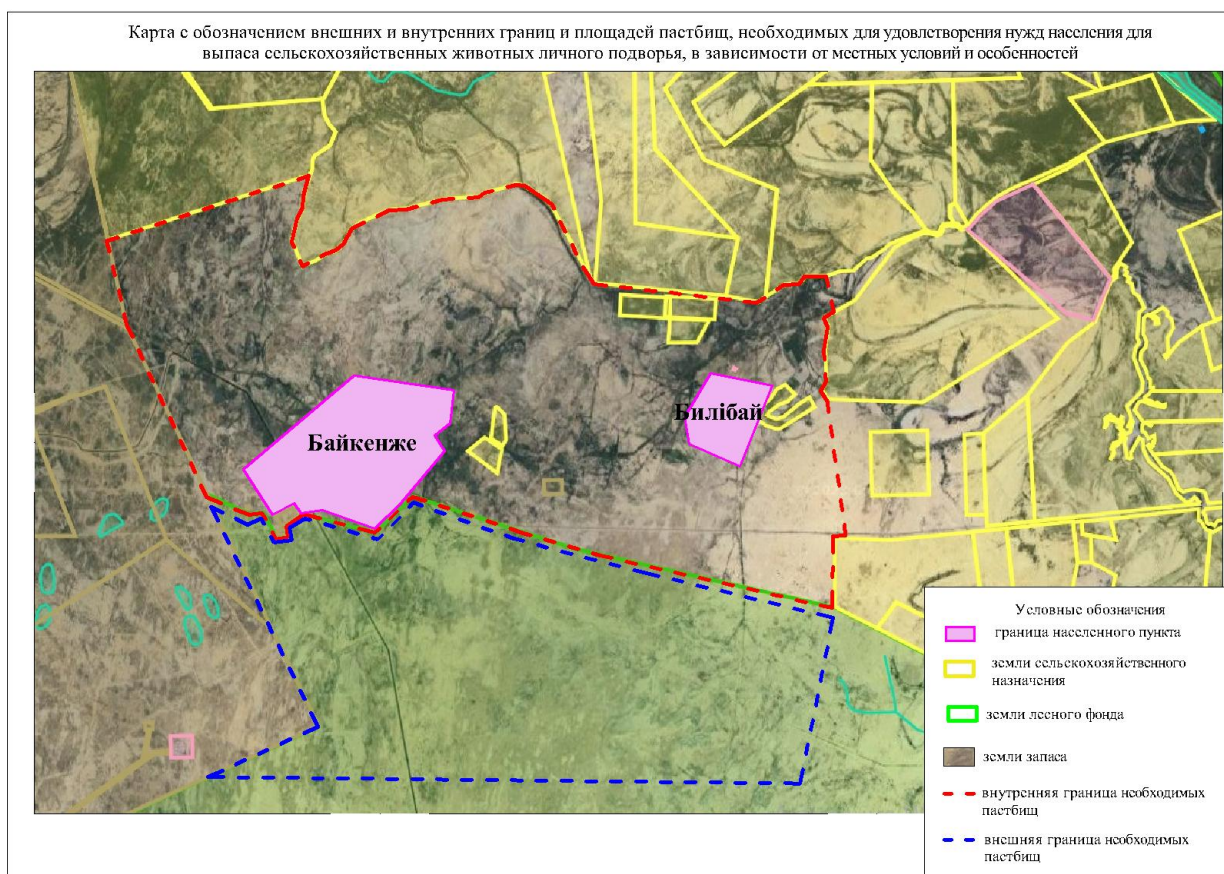 Карта с обозначением внешних и внутренних границ и площадей пастбищ, необходимых для удовлетворения нужд населения для
выпаса сельскохозяйственных животных личного подворья, в зависимости от местных условий и особенностей
Байкенже
Билібай
Условные обозначения
граница населенного пункта
земли сельскохозяйственного
назначения
земли лесного фонда
земли запаса
внутренняя граница необходимых
пастбищ
внешняя граница необходимых
пастбищ